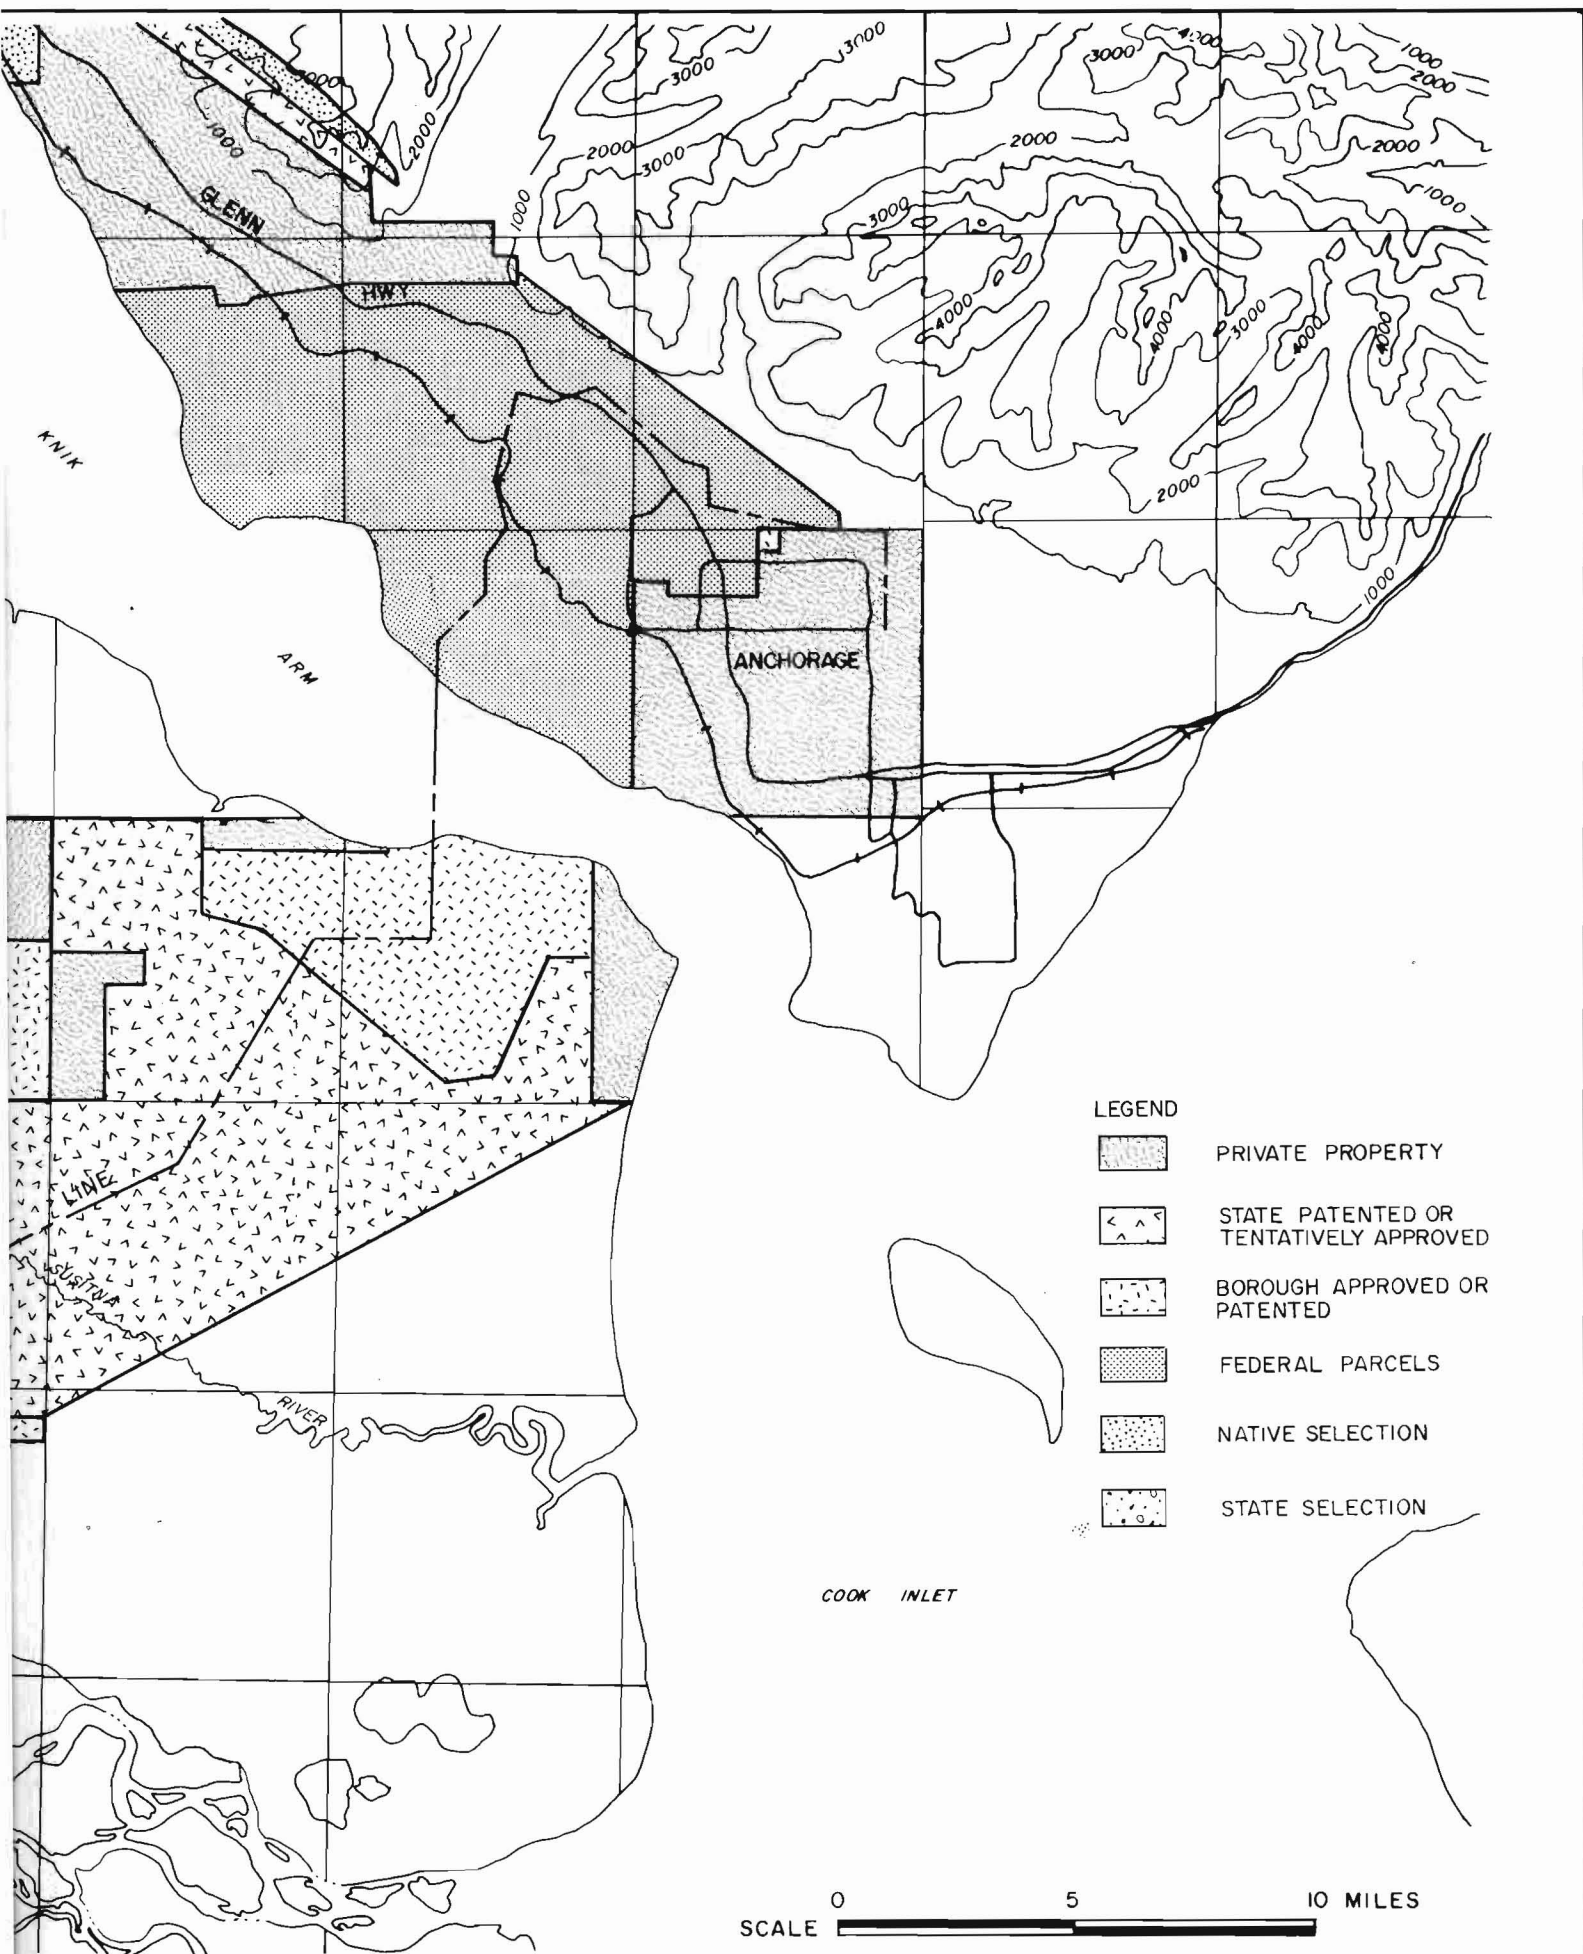 3000
4000
1000
3000
3000
2000
3000
1000
2000
2000
2000
2000
3000
1000
1000
GLENN
3000
HWY
4000
4000
3000
4000
4000
KNIK
2000
1000
ARM
ANCHORAGE
LEGEND
PRIVATE PROPERTY
LINE
STATE PATENTED OR
TENTATIVELY APPROVED
SUSITNA
BOROUGH APPROVED OR
PATENTED
FEDERAL PARCELS
RIVER
NATIVE SELECTION
STATE SELECTION
COOK INLET
0 5 10 MILES
SCALE